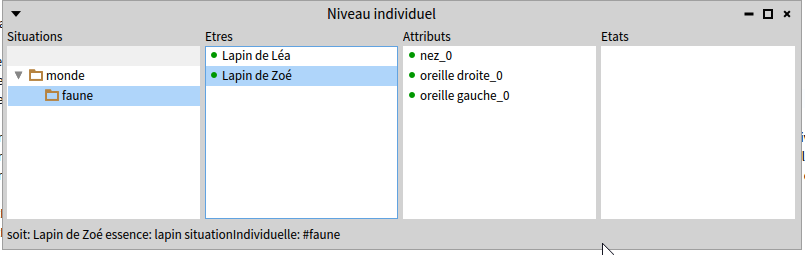 Niveau individuel
Situations
Etres
Attributs
Etats
monde
faune
Lapin de Léa
Lapin de Zoé
nez_0
oreille droite_0
oreille gauche_0
soit: Lapin de Zoé essence: lapin situationIndividuelle: #faune